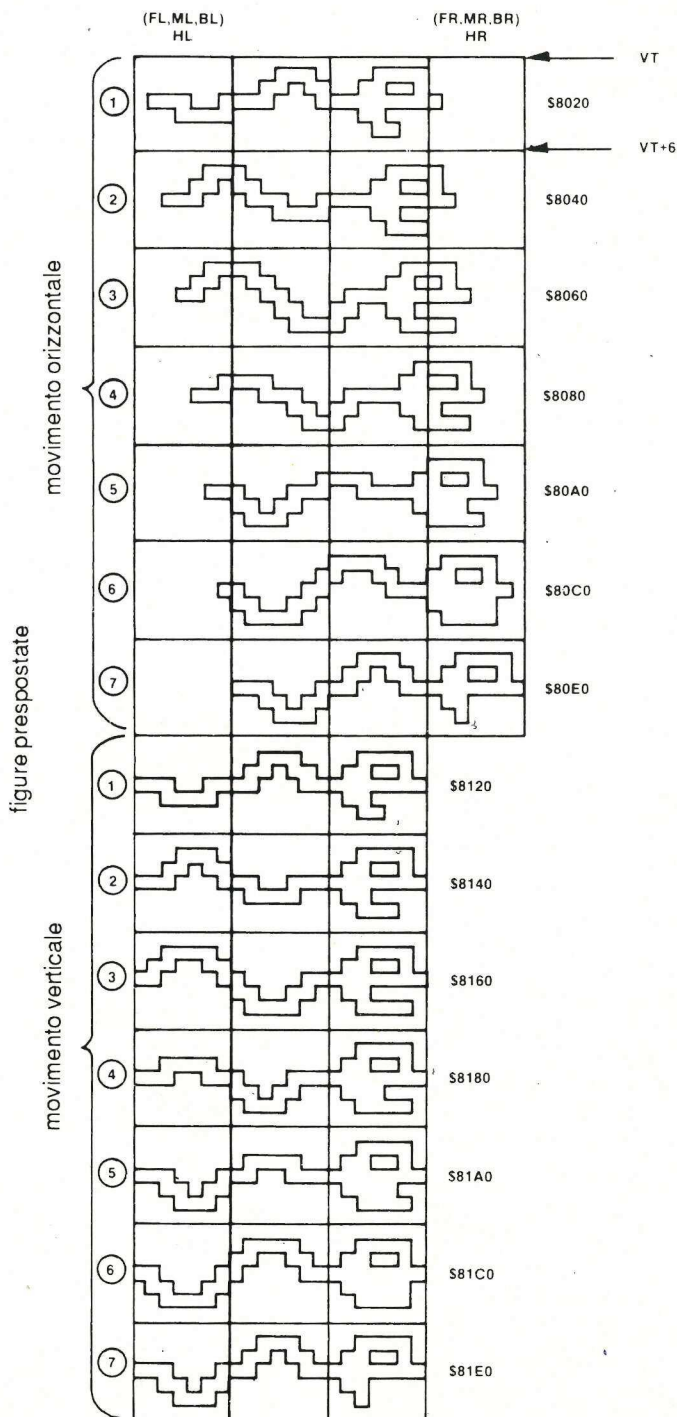 (FL,ML,BL)
HL
(FR,MR,BR)
HR
VT
1
$8020
VT+6
2
$8040
3
$8060
4
$8080
5
$80A0
6
$80C0
7
$80E0
movimento orizzontale
figure prespostate
1
$8120
2
$8140
3
$8160
4
$8180
5
$81A0
6
$81C0
7
$81E0
movimento verticale